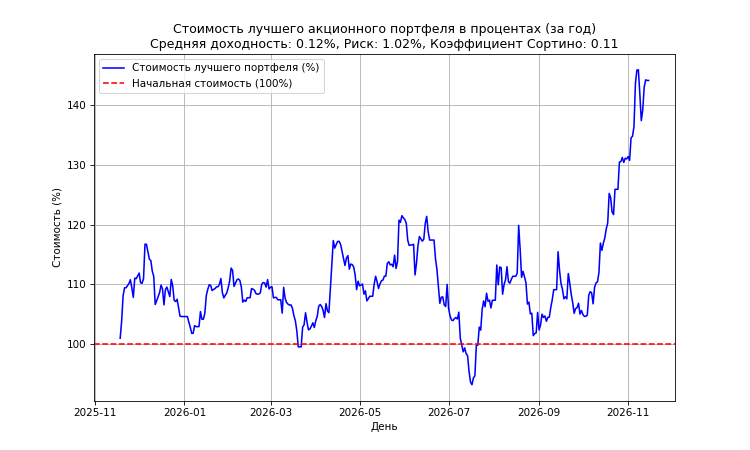 Стоимость лучшего акционного портфеля в процентах (за год)
Средняя доходность: 0.12%, Риск: 1.02%, Коэффициент Сортино: 0.11
Стоимость лучшего портфеля (%)
Начальная стоимость (100%)
Стоимость (%)
140
130
120
110
100
2025-11 2026-01 2026-03 2026-05 2026-07 2026-09 2026-11
День